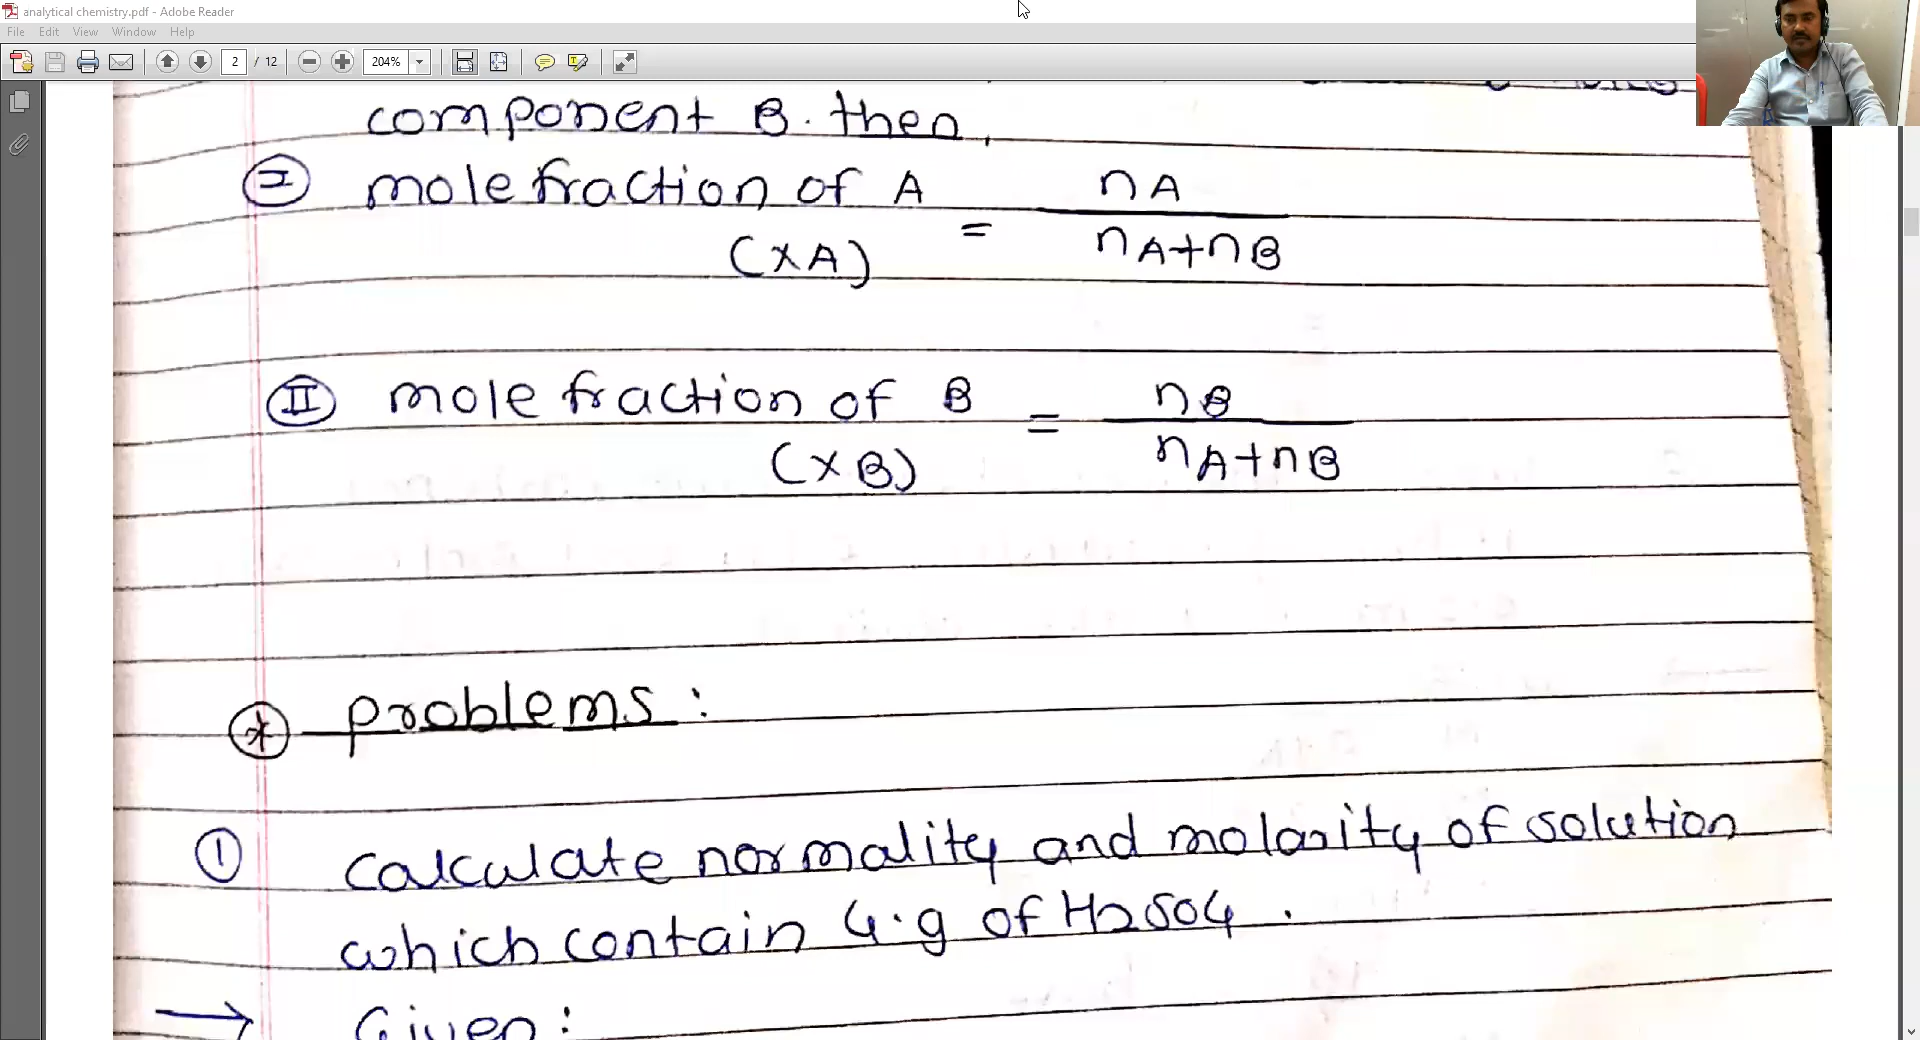 analytical chemistry.pdf - Adobe Reader
File Edit View Window Help
2 / 12 204%
component B. then,
I mole fraction of A = nA
(XA) nA+nB
II mole fraction of B = nB
(XB) nA+nB
* problems :
1 calculate normality and molarity of solution
which contain 4.g of H2SO4 .
→ Given :